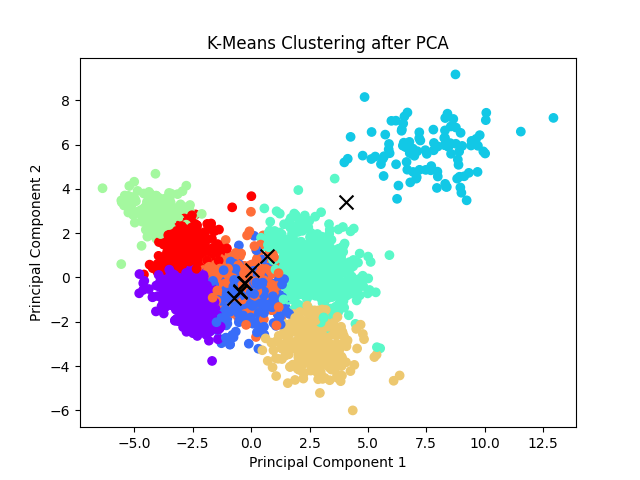 K-Means Clustering after PCA
Principal Component 2
8
6
4
2
0
−2
−4
−6
−5.0 −2.5 0.0 2.5 5.0 7.5 10.0 12.5
Principal Component 1